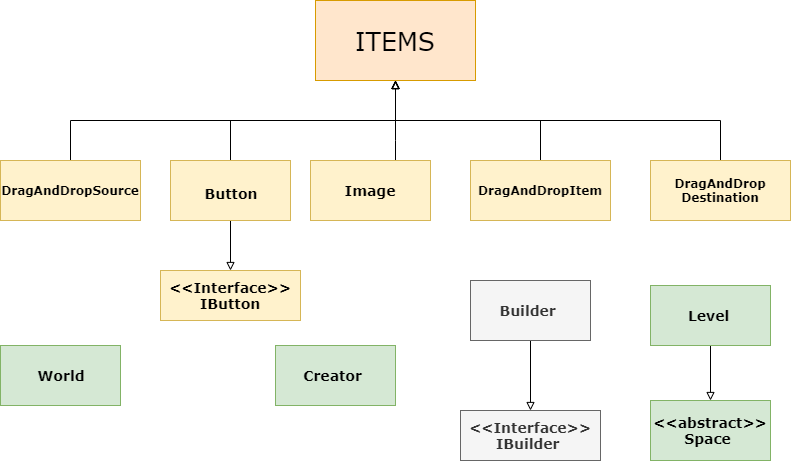 ITEMS
DragAndDropSource
Button
Image
DragAndDropItem
DragAndDrop
Destination
<<Interface>>
IButton
Builder
Level
World
Creator
<<Interface>>
IBuilder
<<abstract>>
Space